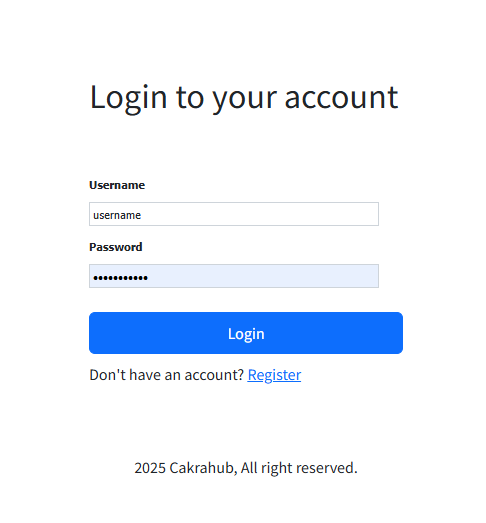 Login to your account
Username
username
Password
•••••••••••
Login
Don't have an account? Register
2025 Cakrahub, All right reserved.